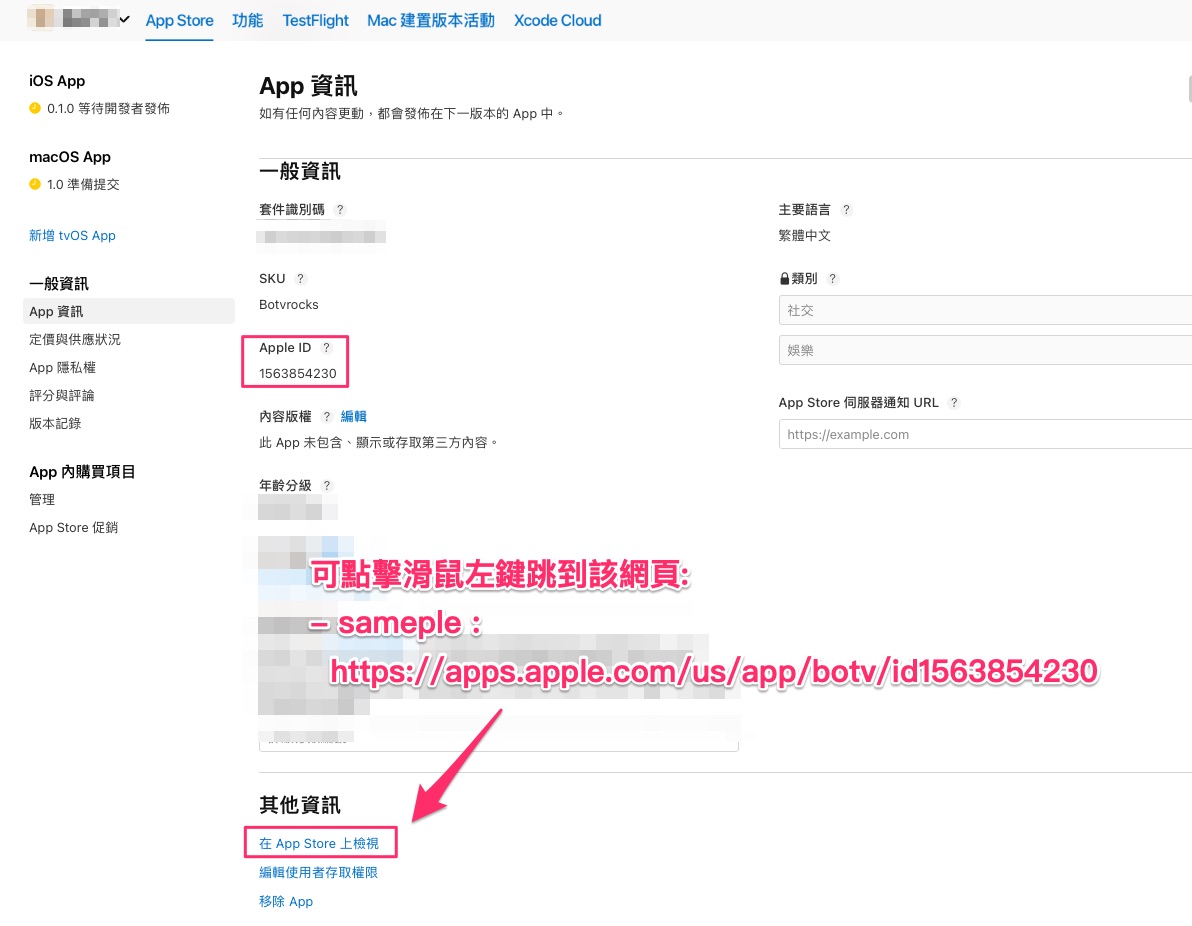 App Store 功能 TestFlight Mac 建置版本活動 Xcode Cloud
iOS App
0.1.0 等待開發者發佈
macOS App
1.0 準備提交
新增 tvOS App
一般資訊
App 資訊
定價與供應狀況
App 隱私權
評分與評論
版本記錄
App 內購買項目
管理
App Store 促銷
App 資訊
如有任何內容更動，都會發佈在下一版本的 App 中。
一般資訊
套件識別碼 ?
SKU ?
Botvrocks
Apple ID ?
1563854230
內容版權 ? 編輯
此 App 未包含、顯示或存取第三方內容。
年齡分級 ?
主要語言 ?
繁體中文
類別 ?
社交
娛樂
App Store 伺服器通知 URL ?
https://example.com
可點擊滑鼠左鍵跳到該網頁:
– sameple：
https://apps.apple.com/us/app/botv/id1563854230
其他資訊
在 App Store 上檢視
編輯使用者存取權限
移除 App